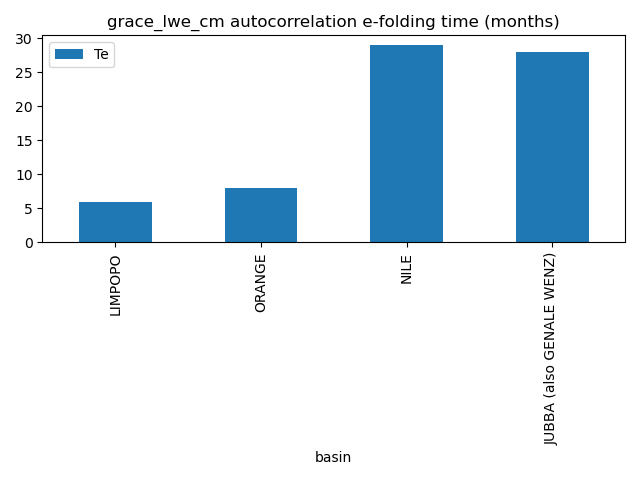 grace_lwe_cm autocorrelation e-folding time (months)
Te
30
25
20
15
10
5
0
LIMPOPO
ORANGE
NILE
JUBBA (also GENALE WENZ)
basin